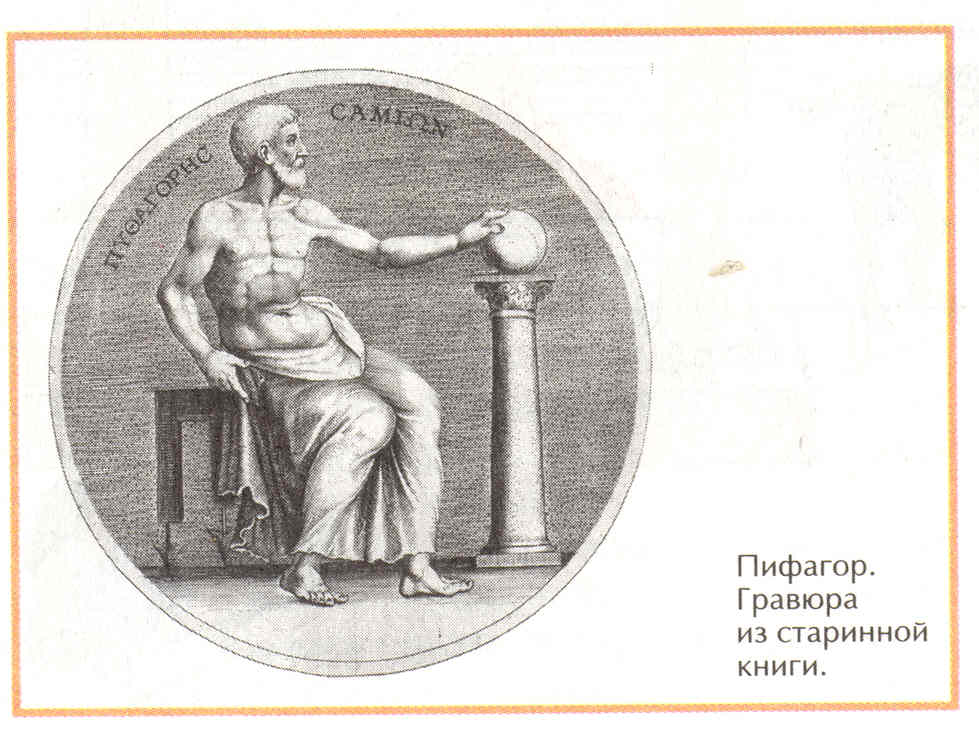 ΠΥΘΑΓΟΡΗϹ
ϹΑΜΙΩΝ
Пифагор.
Гравюра
из старинной
книги.